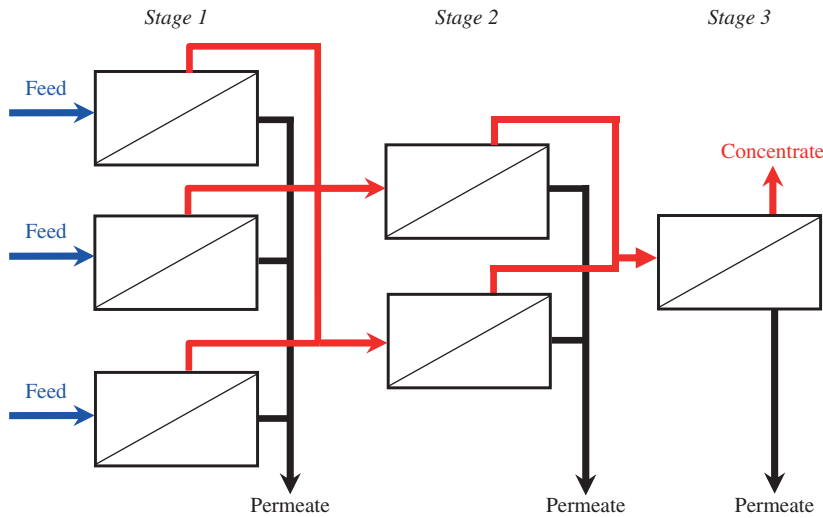 Stage 1
Stage 2
Stage 3
Feed
Concentrate
Feed
Feed
Permeate
Permeate
Permeate